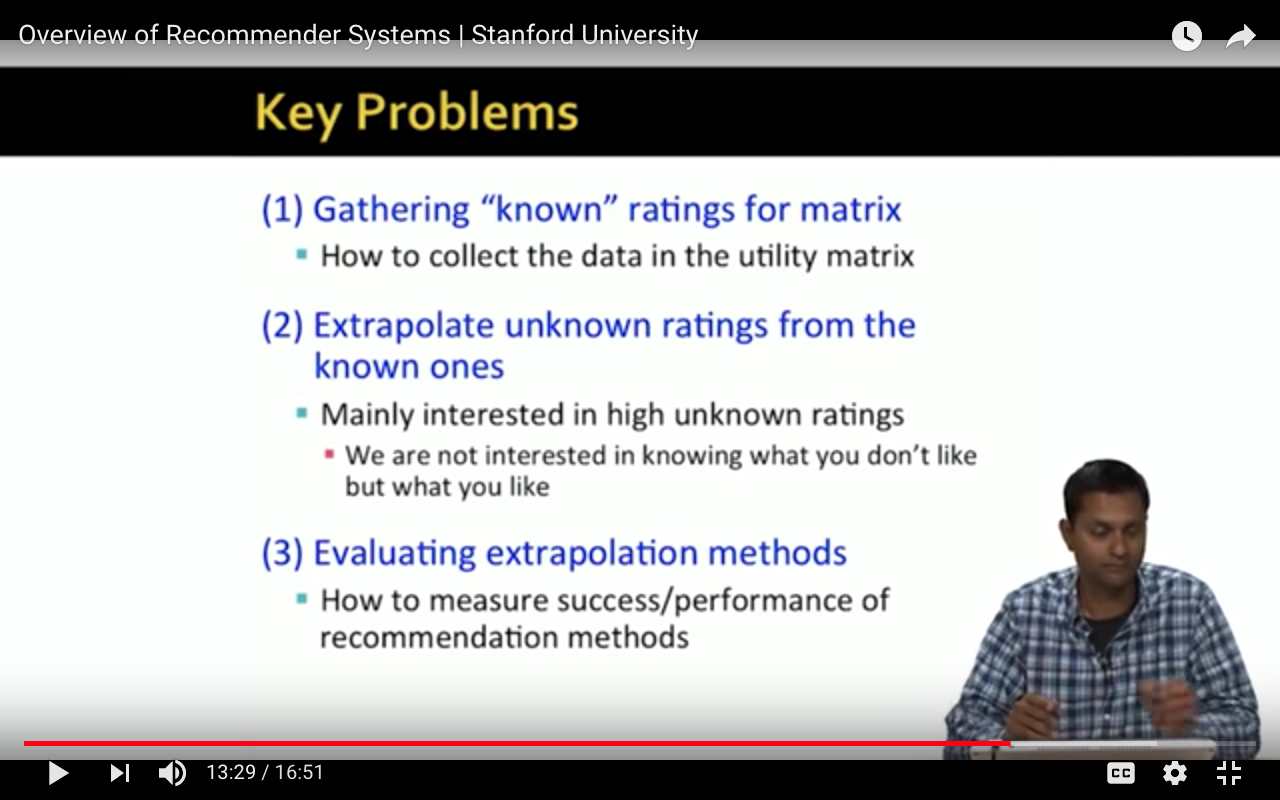 Overview of Recommender Systems | Stanford University
Key Problems
(1) Gathering “known” ratings for matrix
How to collect the data in the utility matrix
(2) Extrapolate unknown ratings from the
known ones
Mainly interested in high unknown ratings
We are not interested in knowing what you don’t like
but what you like
(3) Evaluating extrapolation methods
How to measure success/performance of
recommendation methods
13:29 / 16:51
CC